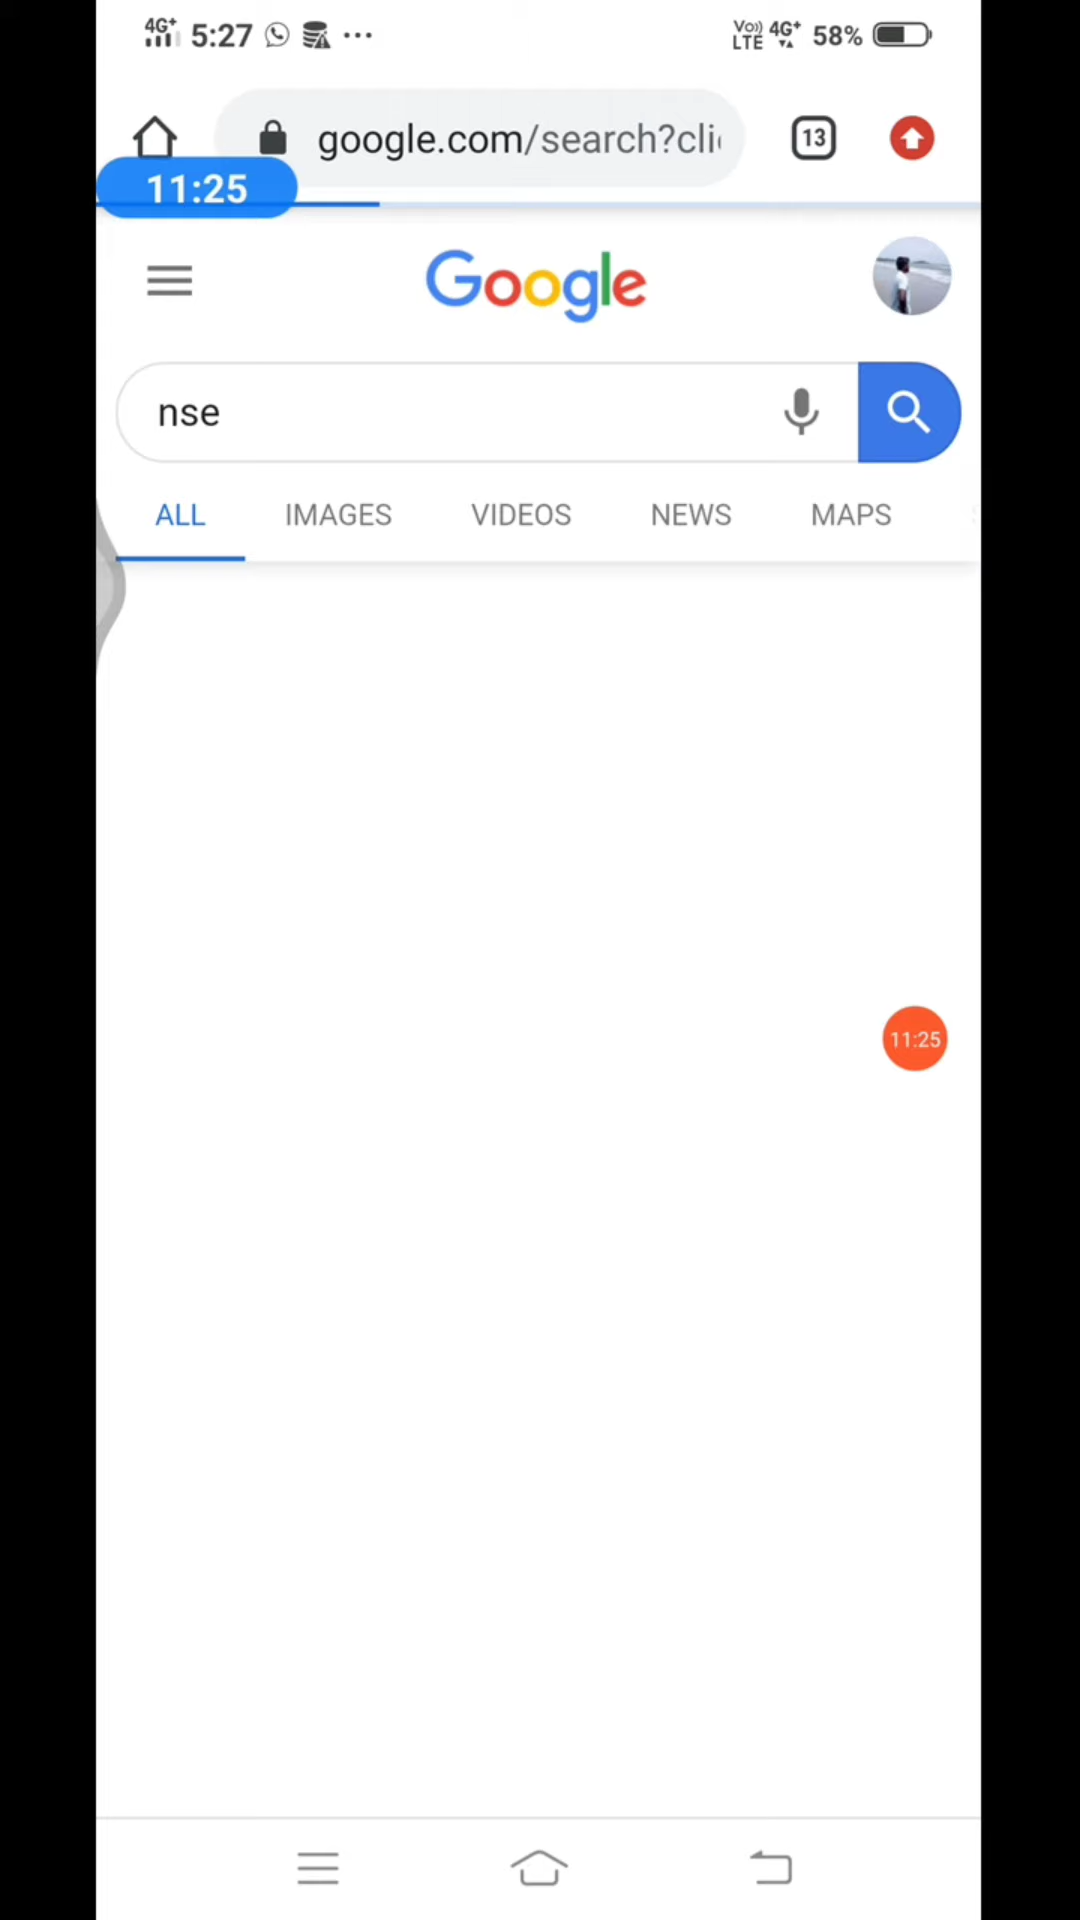 4G+ 5:27 ... Vo)) LTE 4G+ 58%
google.com/search?cli
13
11:25
Google
nse
ALL IMAGES VIDEOS NEWS MAPS
11:25